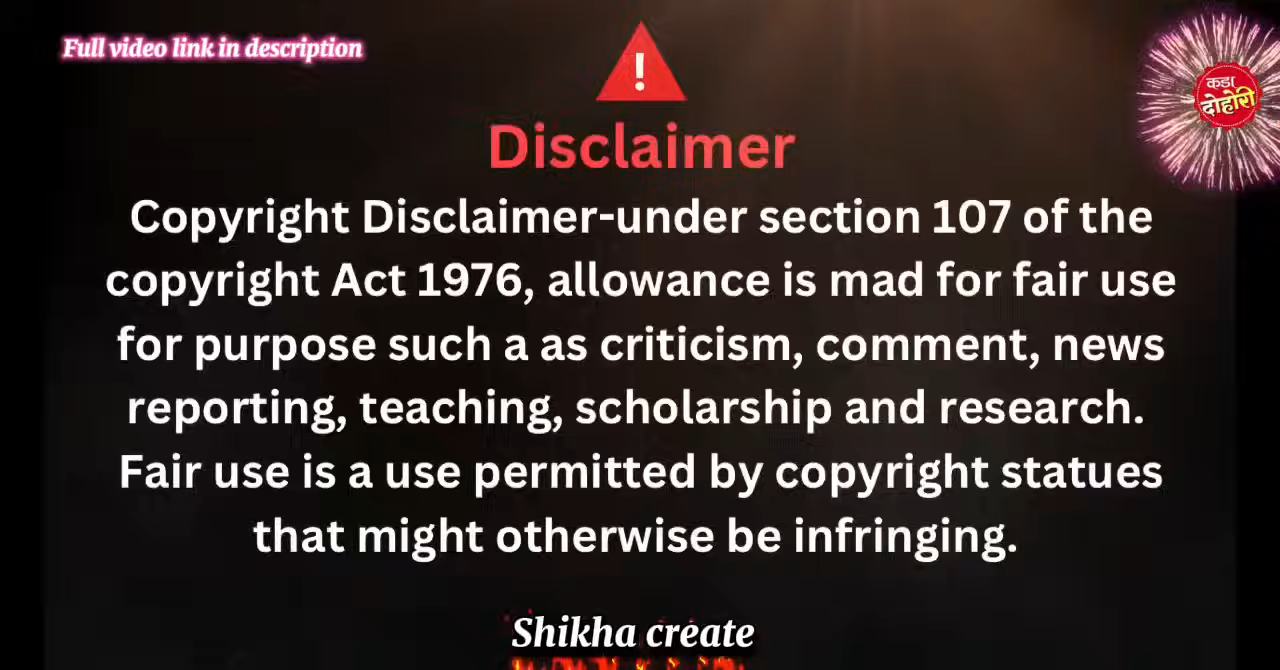 Full video link in description
!
कडा
दोहोरी
Disclaimer
Copyright Disclaimer-under section 107 of the
copyright Act 1976, allowance is mad for fair use
for purpose such a as criticism, comment, news
reporting, teaching, scholarship and research.
Fair use is a use permitted by copyright statues
that might otherwise be infringing.
Shikha create